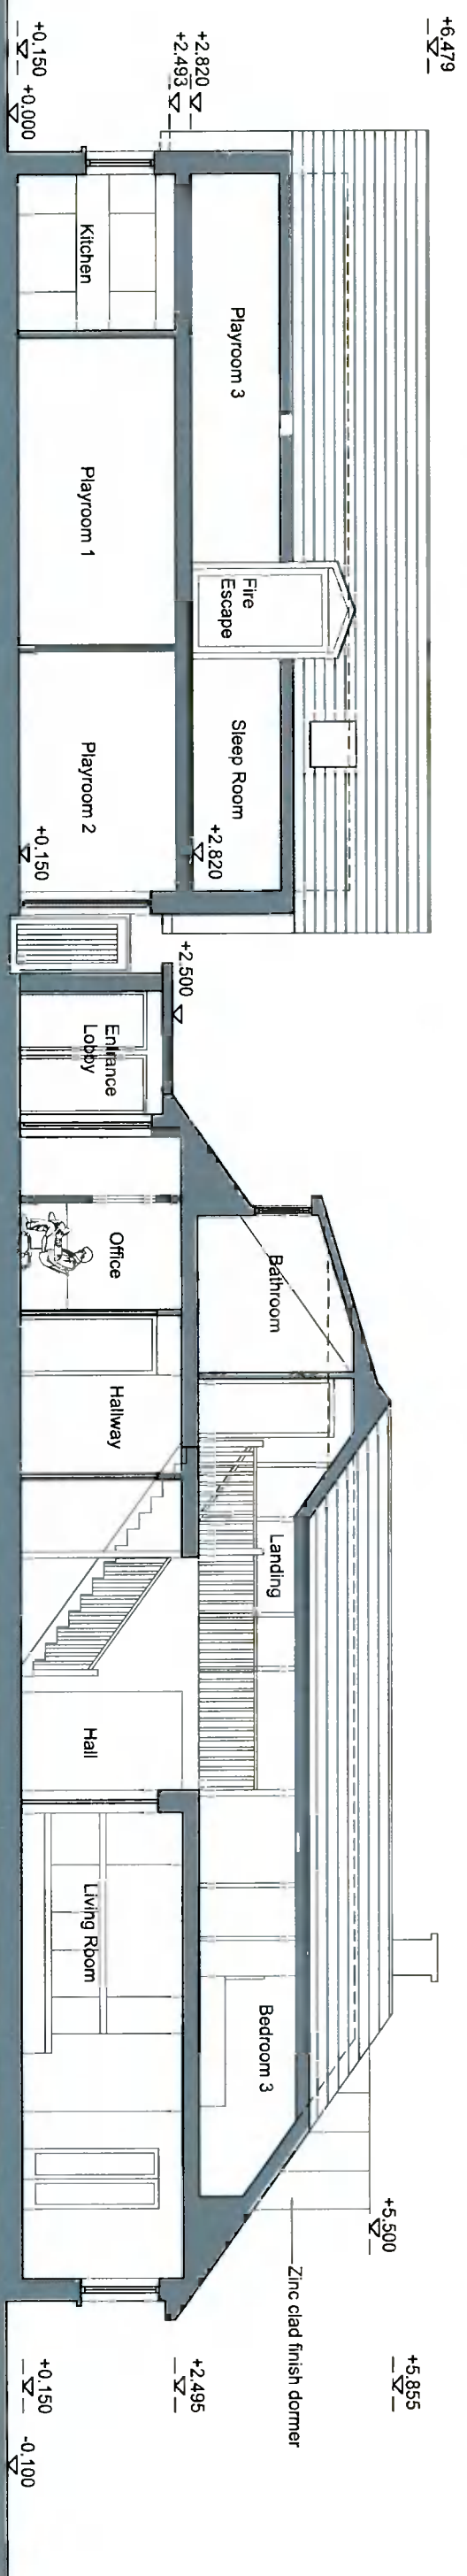 +6.479
+2.820
+2.493
+0.150
+0.000
Playroom 3
Fire
Escape
Sleep Room
+2.820
Kitchen
Playroom 1
Playroom 2
+0.150
+2.500
Entrance
Lobby
Office
Hallway
Bathroom
Landing
Hall
Living Room
Bedroom 3
+5.500
Zinc clad finish dormer
+5.855
+2.495
+0.150
-0.100